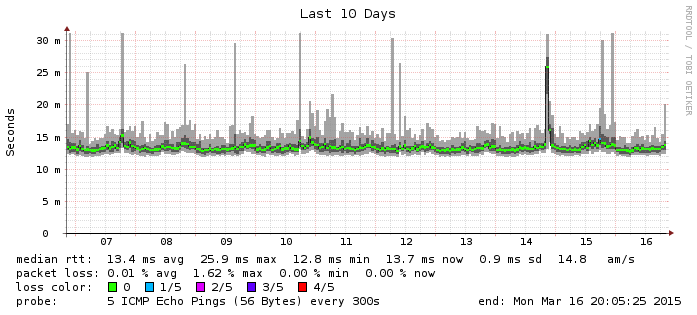 Last 10 Days
RRDTOOL / TOBI OETIKER
Seconds
30 m
25 m
20 m
15 m
10 m
5 m
0
07 08 09 10 11 12 13 14 15 16
median rtt: 13.4 ms avg 25.9 ms max 12.8 ms min 13.7 ms now 0.9 ms sd 14.8 am/s
packet loss: 0.01 % avg 1.62 % max 0.00 % min 0.00 % now
loss color: 0 1/5 2/5 3/5 4/5
probe: 5 ICMP Echo Pings (56 Bytes) every 300s end: Mon Mar 16 20:05:25 2015